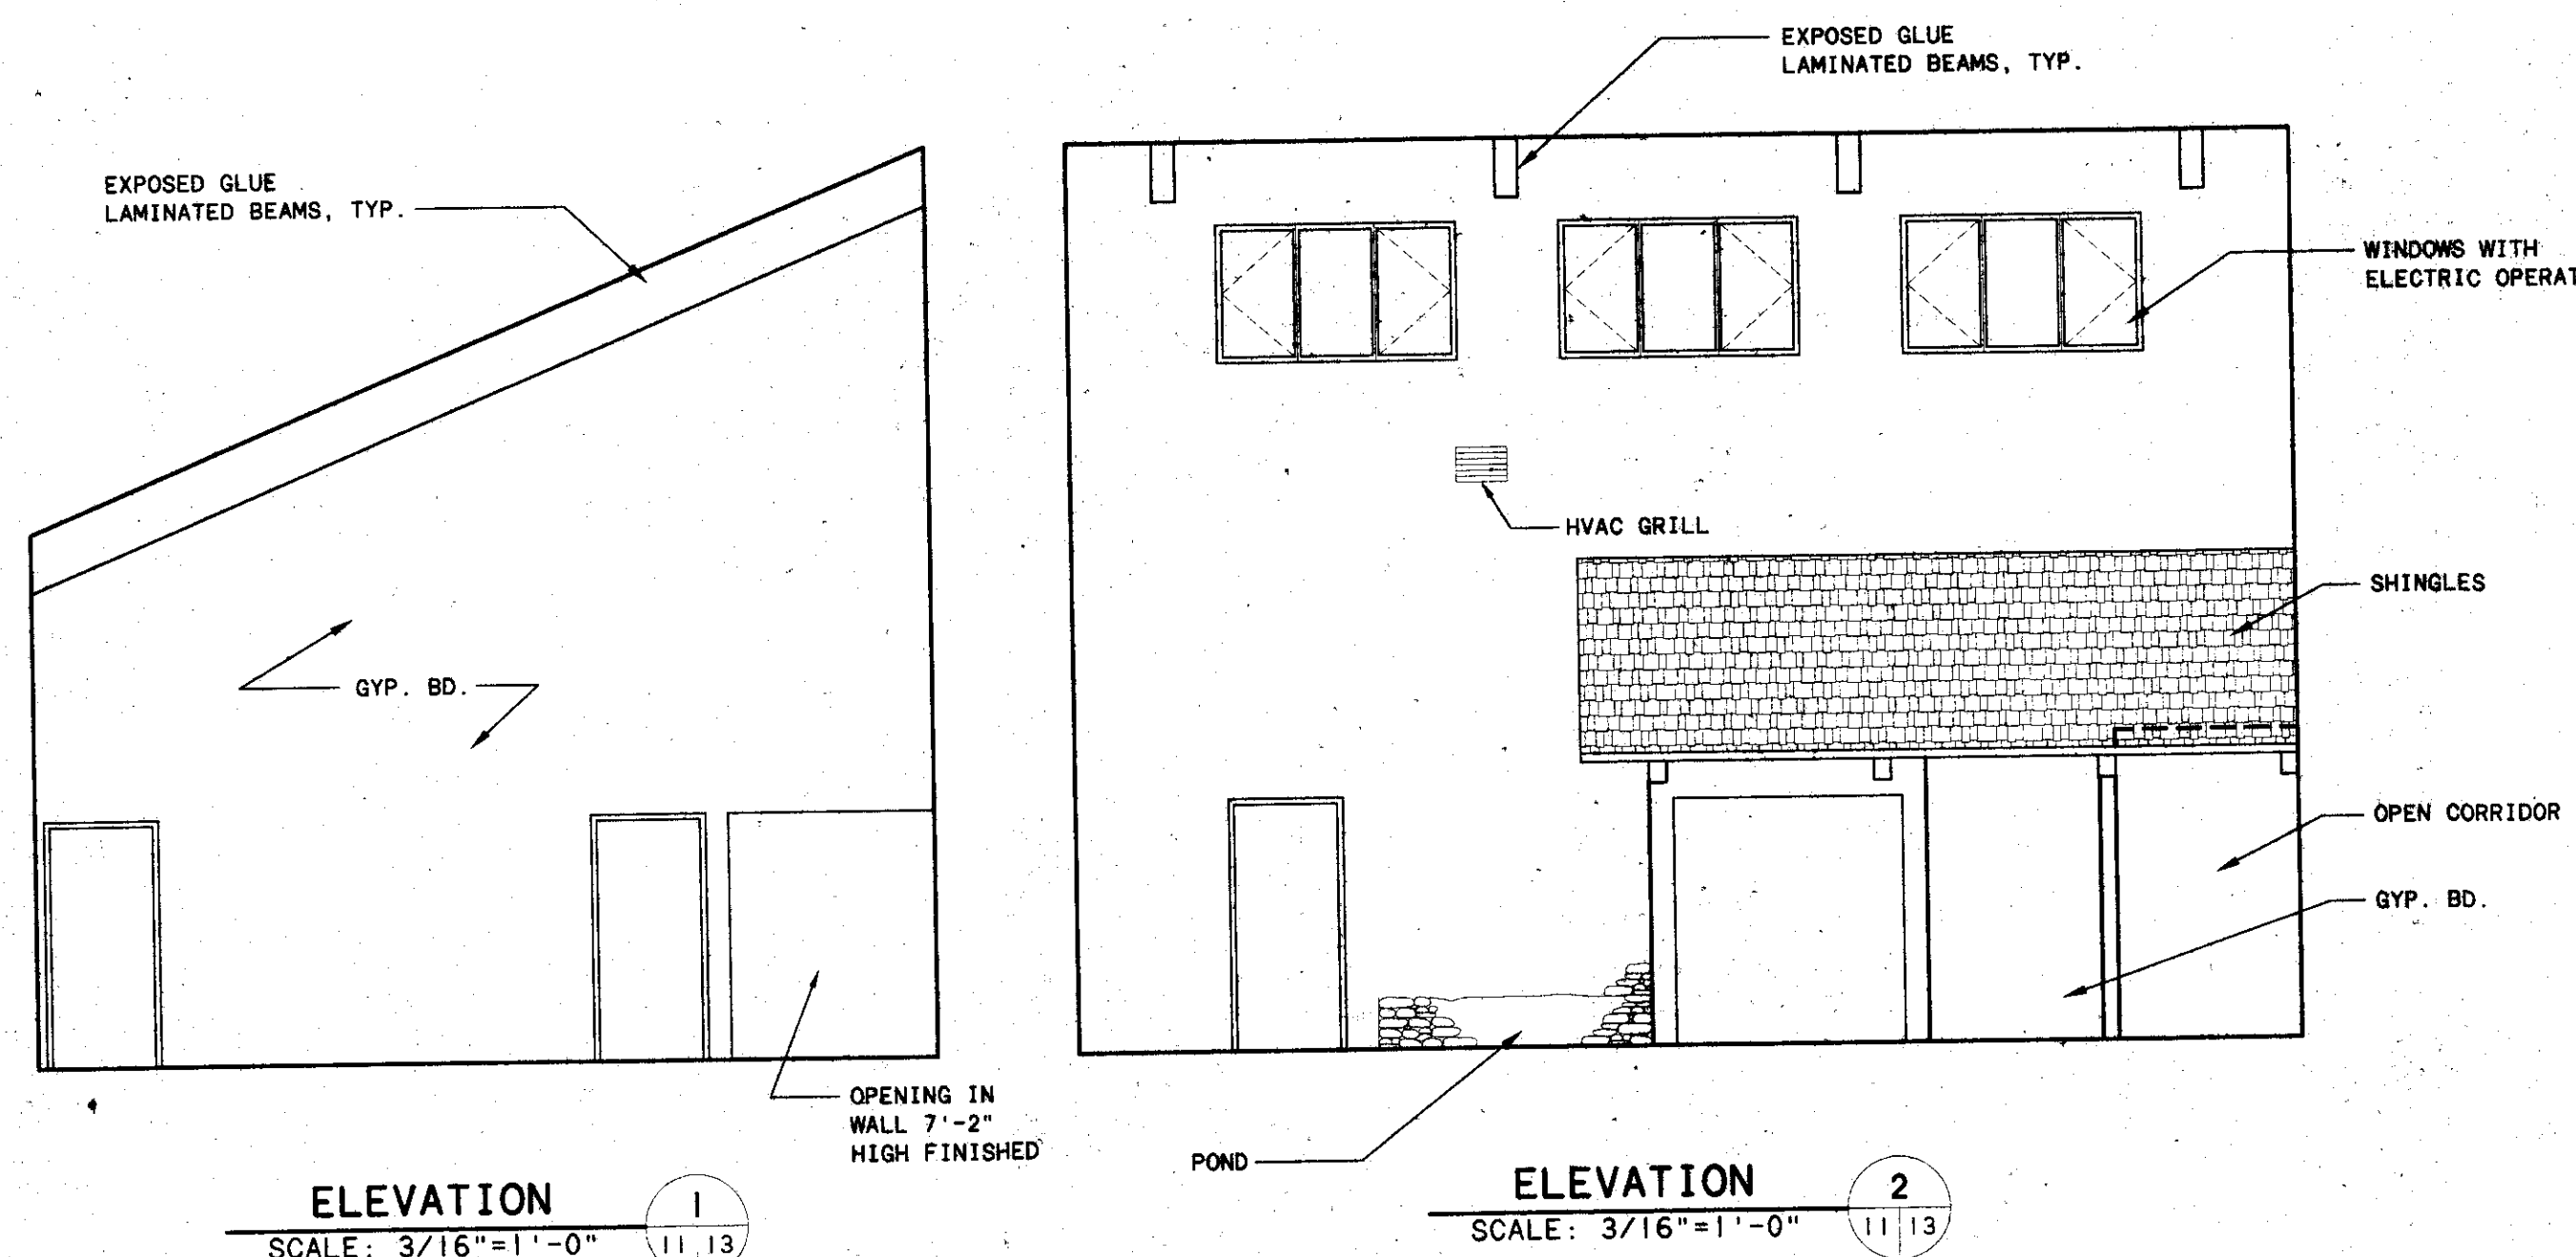 EXPOSED GLUE
LAMINATED BEAMS, TYP.
GYP. BD.
OPENING IN
WALL 7'-2"
HIGH FINISHED
ELEVATION
1
SCALE: 3/16"=1'-0"
11 13
EXPOSED GLUE
LAMINATED BEAMS, TYP.
WINDOWS WITH
ELECTRIC OPERAT
HVAC GRILL
SHINGLES
OPEN CORRIDOR
GYP. BD.
POND
ELEVATION
2
SCALE: 3/16"=1'-0"
11 13